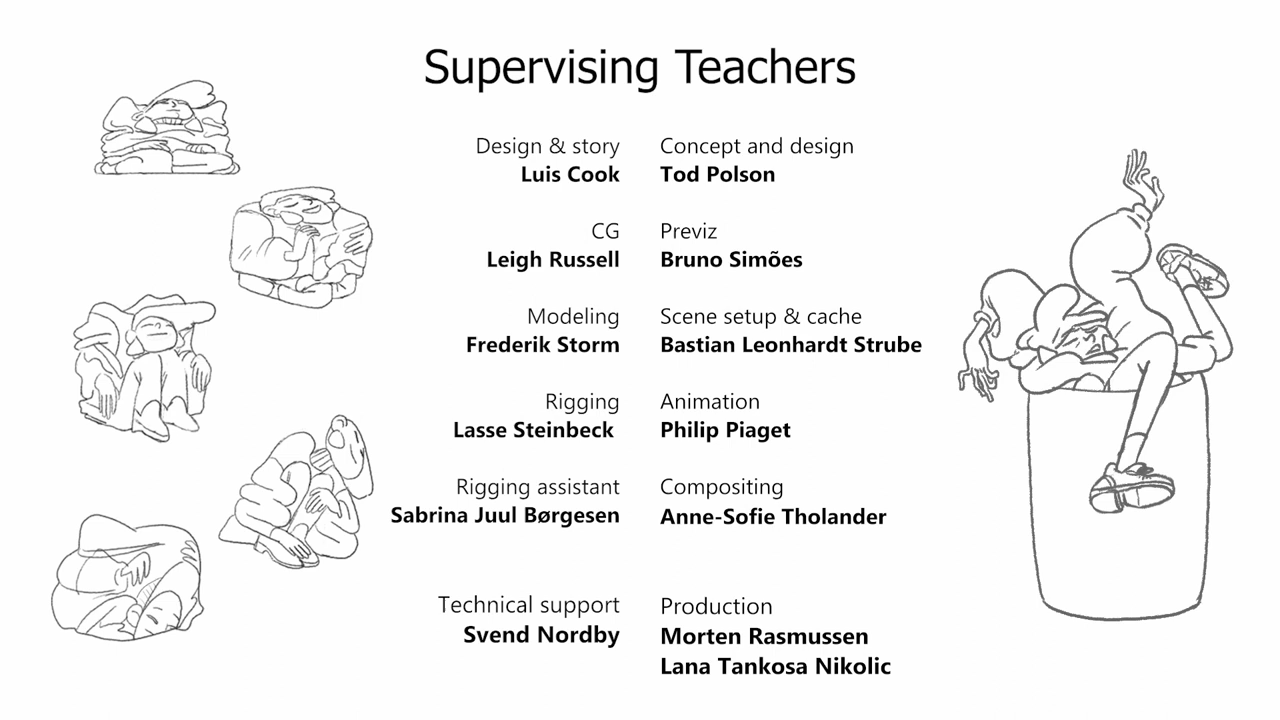 Supervising Teachers
Design & story
Luis Cook
Concept and design
Tod Polson
CG
Leigh Russell
Previz
Bruno Simões
Modeling
Frederik Storm
Scene setup & cache
Bastian Leonhardt Strube
Rigging
Lasse Steinbeck
Animation
Philip Piaget
Rigging assistant
Sabrina Juul Børgesen
Compositing
Anne-Sofie Tholander
Technical support
Svend Nordby
Production
Morten Rasmussen
Lana Tankosa Nikolic